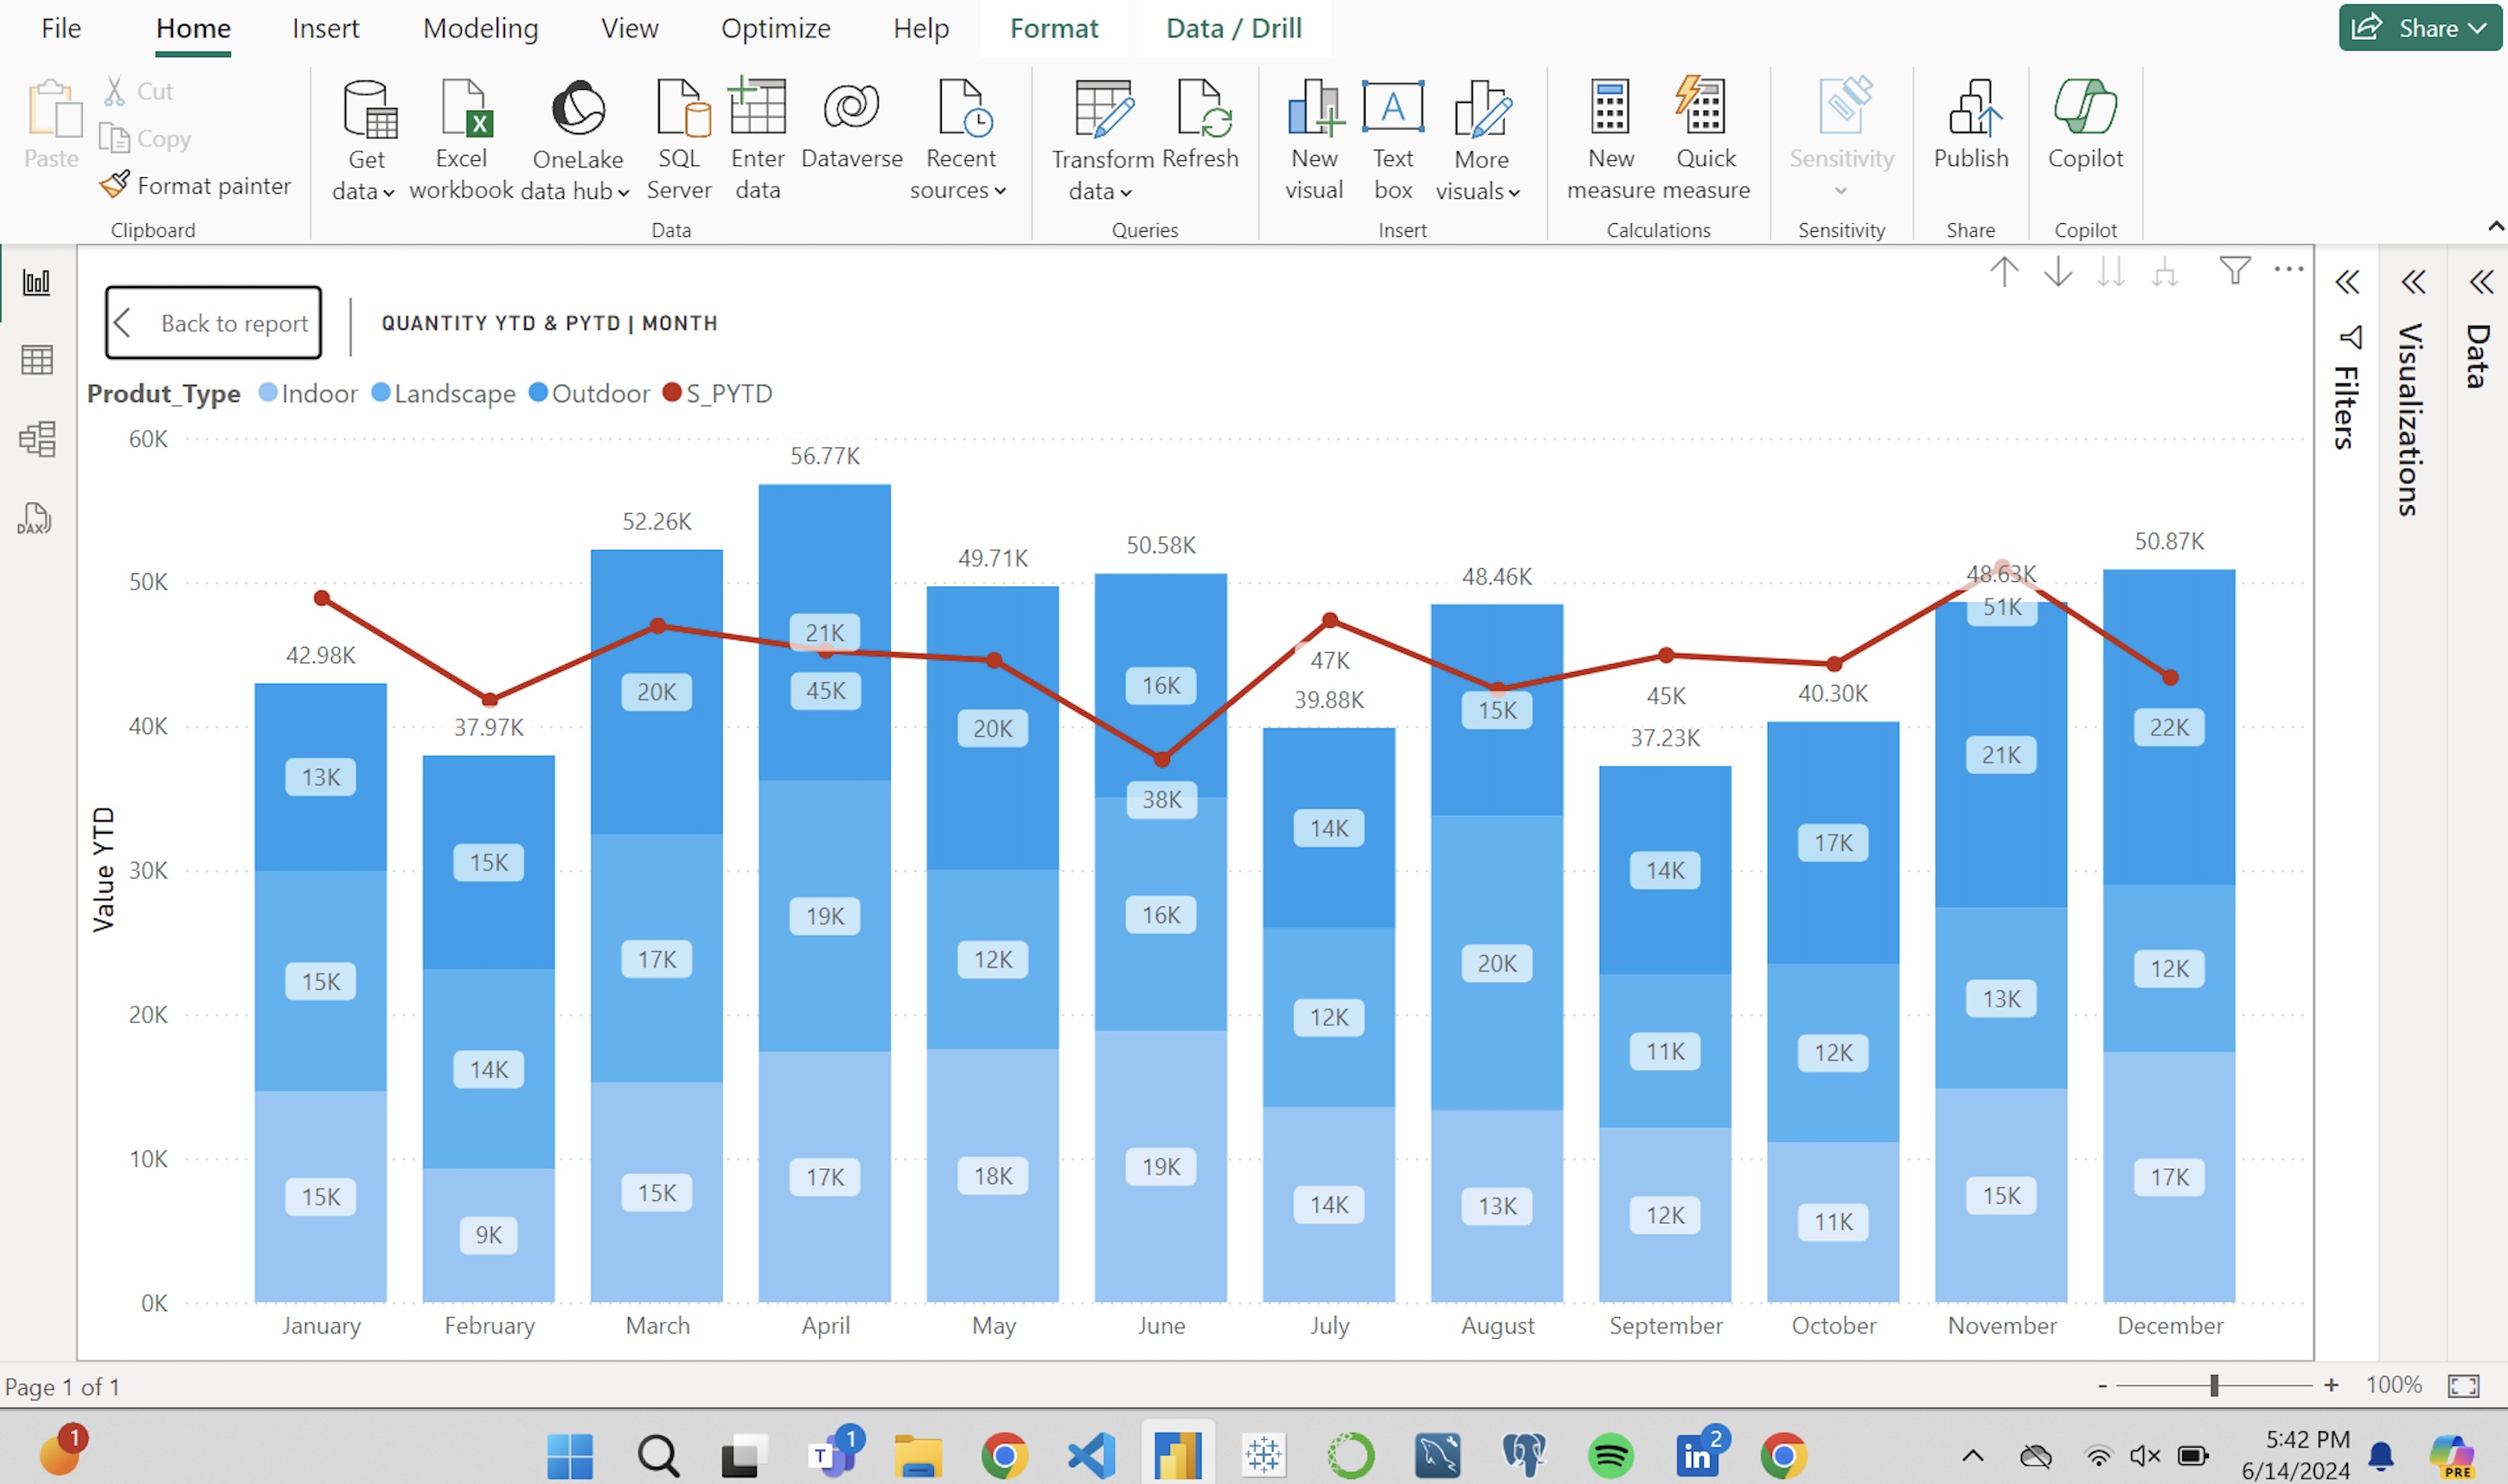 File Home Insert Modeling View Optimize Help Format Data / Drill Share
Paste
Cut
Copy
Format painter
Clipboard
Get data
Excel workbook
OneLake data hub
SQL Server
Enter data
Dataverse
Recent sources
Data
Transform data
Refresh
Queries
New visual
Text box
More visuals
Insert
New measure
Quick measure
Calculations
Sensitivity
Sensitivity
Publish
Share
Copilot
Copilot
Back to report
QUANTITY YTD & PYTD | MONTH
Produt_Type Indoor Landscape Outdoor S_PYTD
Filters
Visualizations
Data
DAX
Value YTD
60K
50K
40K
30K
20K
10K
0K
42.98K
13K
15K
15K
37.97K
15K
14K
9K
52.26K
20K
17K
15K
56.77K
21K
45K
19K
17K
49.71K
20K
12K
18K
50.58K
16K
38K
16K
19K
47K
39.88K
14K
12K
14K
48.46K
15K
20K
13K
45K
37.23K
14K
11K
12K
40.30K
17K
12K
11K
48.63K
51K
21K
13K
15K
50.87K
22K
12K
17K
January February March April May June July August September October November December
Page 1 of 1
- + 100%
1
T 1
in 2
5:42 PM
6/14/2024
PRE